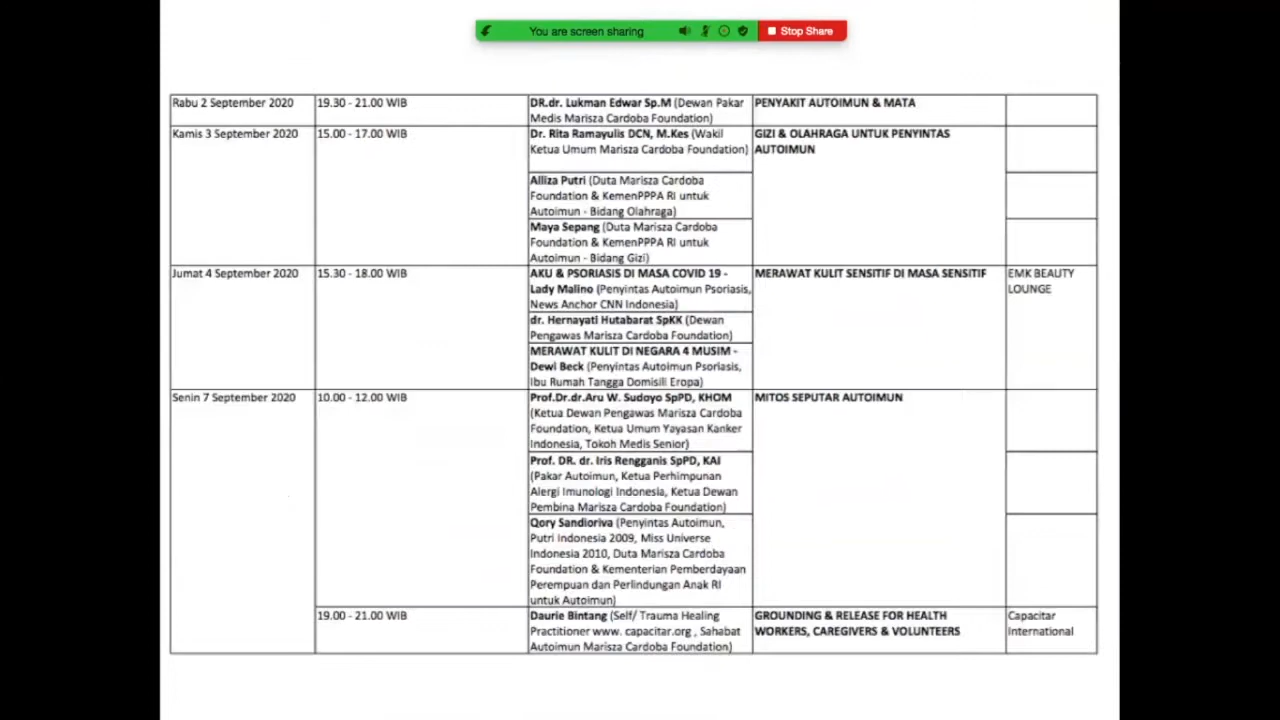 You are screen sharing
Stop Share
Rabu 2 September 2020
19.30 - 21.00 WIB
DR.dr. Lukman Edwar Sp.M (Dewan Pakar
Medis Marisza Cardoba Foundation)
PENYAKIT AUTOIMUN & MATA
Kamis 3 September 2020
15.00 - 17.00 WIB
Dr. Rita Ramayulis DCN, M.Kes (Wakil
Ketua Umum Marisza Cardoba Foundation)
GIZI & OLAHRAGA UNTUK PENYINTAS
AUTOIMUN
Alliza Putri (Duta Marisza Cardoba
Foundation & KemenPPPA RI untuk
Autoimun - Bidang Olahraga)
Maya Sepang (Duta Marisza Cardoba
Foundation & KemenPPPA RI untuk
Autoimun - Bidang Gizi)
Jumat 4 September 2020
15.30 - 18.00 WIB
AKU & PSORIASIS DI MASA COVID 19 -
Lady Malino (Penyintas Autoimun Psoriasis,
News Anchor CNN Indonesia)
MERAWAT KULIT SENSITIF DI MASA SENSITIF
EMK BEAUTY
LOUNGE
dr. Hernayati Hutabarat SpKK (Dewan
Pengawas Marisza Cardoba Foundation)
MERAWAT KULIT DI NEGARA 4 MUSIM -
Dewi Beck (Penyintas Autoimun Psoriasis,
Ibu Rumah Tangga Domisili Eropa)
Senin 7 September 2020
10.00 - 12.00 WIB
Prof.Dr.dr.Aru W. Sudoyo SpPD, KHOM
(Ketua Dewan Pengawas Marisza Cardoba
Foundation, Ketua Umum Yayasan Kanker
Indonesia, Tokoh Medis Senior)
MITOS SEPUTAR AUTOIMUN
Prof. DR. dr. Iris Rengganis SpPD, KAI
(Pakar Autoimun, Ketua Perhimpunan
Alergi Imunologi Indonesia, Ketua Dewan
Pembina Marisza Cardoba Foundation)
Qory Sandioriva (Penyintas Autoimun,
Putri Indonesia 2009, Miss Universe
Indonesia 2010, Duta Marisza Cardoba
Foundation & Kementerian Pemberdayaan
Perempuan dan Perlindungan Anak RI
untuk Autoimun)
19.00 - 21.00 WIB
Daurie Bintang (Self/ Trauma Healing
Practitioner www. capacitar.org , Sahabat
Autoimun Marisza Cardoba Foundation)
GROUNDING & RELEASE FOR HEALTH
WORKERS, CAREGIVERS & VOLUNTEERS
Capacitar
International